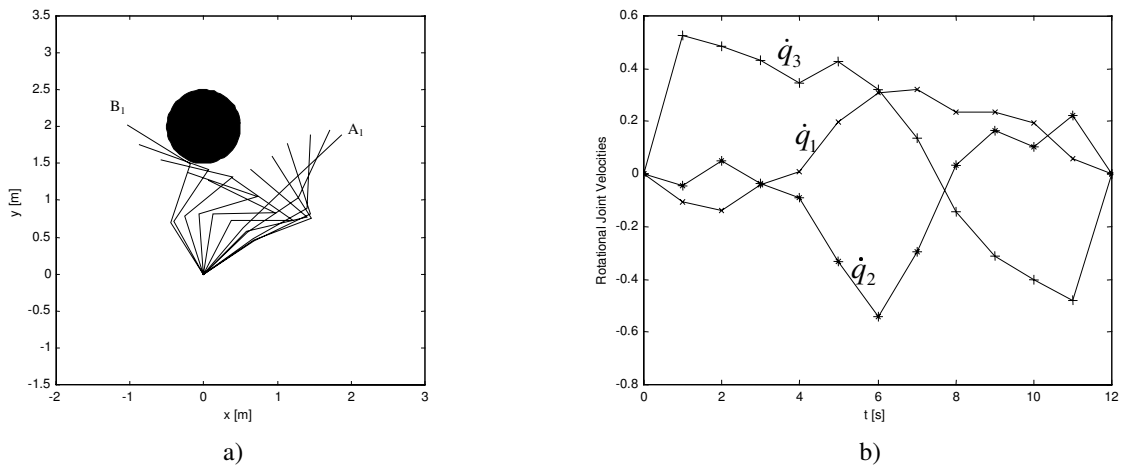 3.5
3
2.5
2
1.5
1
0.5
0
-0.5
-1
-1.5
-2 -1 0 1 2 3
x [m]
y [m]
B₁
A₁
a)
0.6
0.4
0.2
0
-0.2
-0.4
-0.6
-0.8
0 2 4 6 8 10 12
t [s]
Rotational Joint Velocities
q̇₃
q̇₁
q̇₂
b)